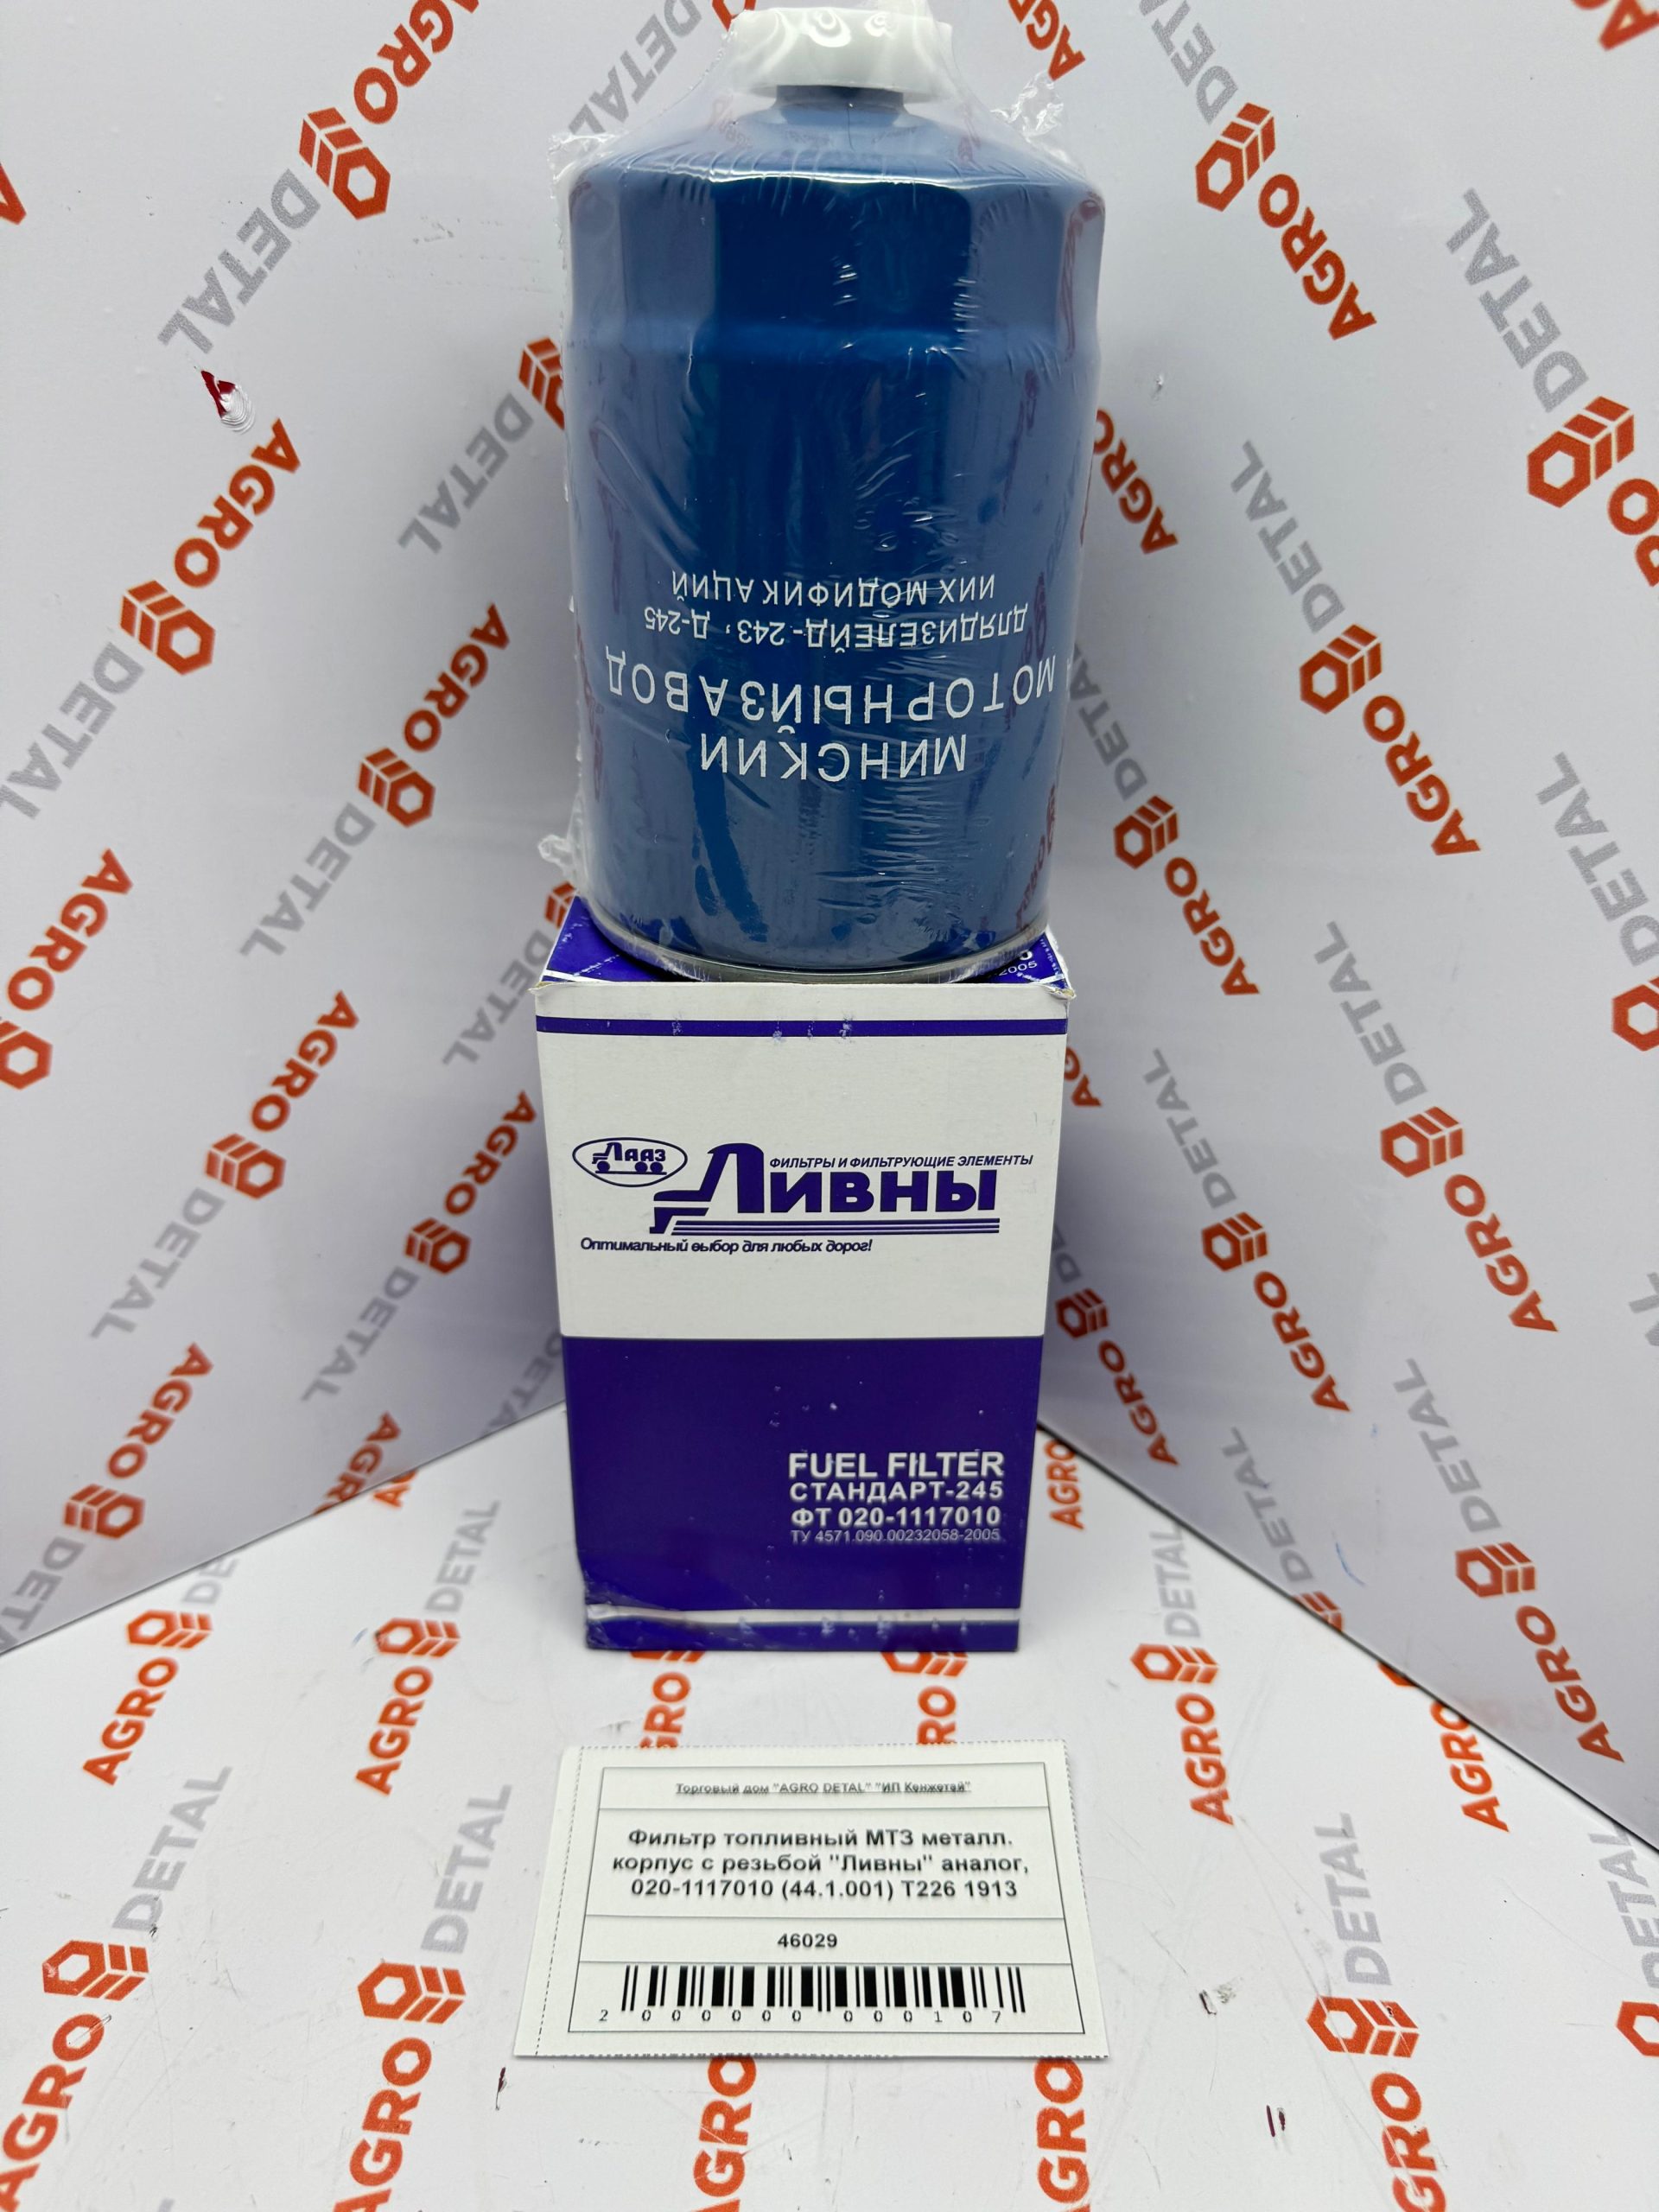 МИНСКИИ
МОТОРНЫЙЗАВОД
ДЛЯДИЗЕЛЕЙД-243, Д-245
ИИХ МОДИФИКАЦИЙ
2005
ЛААЗ
ФИЛЬТРЫ И ФИЛЬТРУЮЩИЕ ЭЛЕМЕНТЫ
Ливны
Оптимальный выбор для любых дорог!
FUEL FILTER
СТАНДАРТ-245
ФТ 020-1117010
ТУ 4571.090.00232058-2005
Торговый дом "AGRO DETAL" "ИП Кенжетай"
Фильтр топливный МТЗ металл.
корпус с резьбой "Ливны" аналог,
020-1117010 (44.1.001) Т226 1913
46029
2 000000 000107
AGRO DETAL